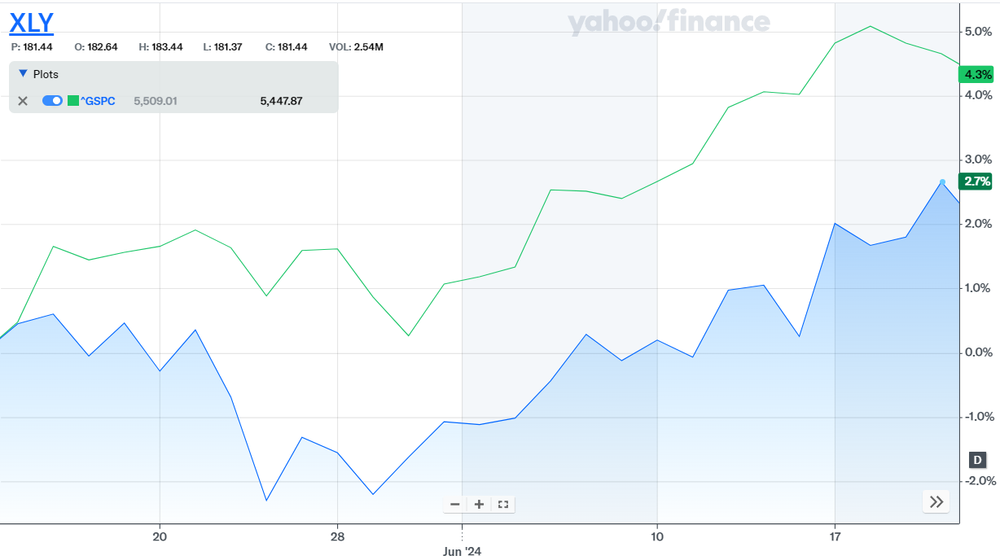 XLY
yahoo!finance
P: 181.44 O: 182.64 H: 183.44 L: 181.37 C: 181.44 VOL: 2.54M
Plots
^GSPC 5,509.01 5,447.87
5.0%
4.3%
4.0%
3.0%
2.7%
2.0%
1.0%
0.0%
-1.0%
D
-2.0%
20 28 10 17
Jun '24